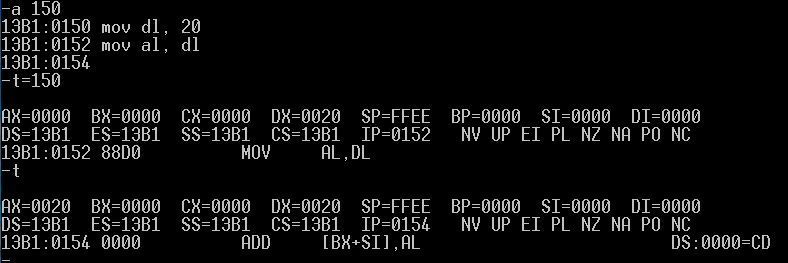 -a 150
13B1:0150 mov dl, 20
13B1:0152 mov al, dl
13B1:0154
-t=150
AX=0000 BX=0000 CX=0000 DX=0020 SP=FFEE BP=0000 SI=0000 DI=0000
DS=13B1 ES=13B1 SS=13B1 CS=13B1 IP=0152 NV UP EI PL NZ NA PO NC
13B1:0152 88D0 MOV AL,DL
-t
AX=0020 BX=0000 CX=0000 DX=0020 SP=FFEE BP=0000 SI=0000 DI=0000
DS=13B1 ES=13B1 SS=13B1 CS=13B1 IP=0154 NV UP EI PL NZ NA PO NC
13B1:0154 0000 ADD [BX+SI],AL DS:0000=CD
-